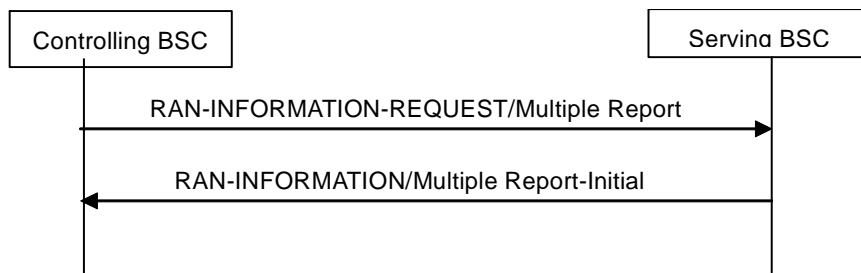 Controlling BSC
Serving BSC
RAN-INFORMATION-REQUEST/Multiple Report
RAN-INFORMATION/Multiple Report-Initial